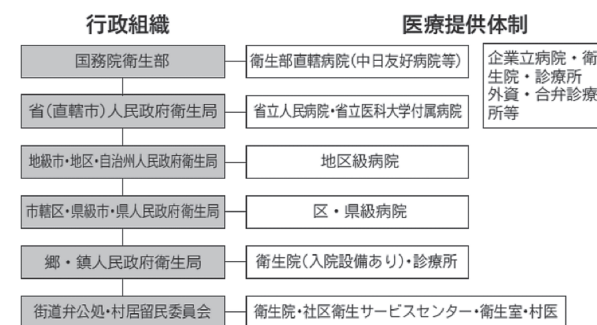 行政組織
医療提供体制
国務院衛生部
衛生部直轄病院(中日友好病院等)
企業立病院・衛
生院・診療所
外資・合弁診療
所等
省(直轄市)人民政府衛生局
省立人民病院・省立医科大学付属病院
地級市・地区・自治州人民政府衛生局
地区級病院
市轄区・県級市・県人民政府衛生局
区・県級病院
郷・鎮人民政府衛生局
衛生院(入院設備あり)・診療所
街道弁公処・村居留民委員会
衛生院・社区衛生サービスセンター・衛生室・村医